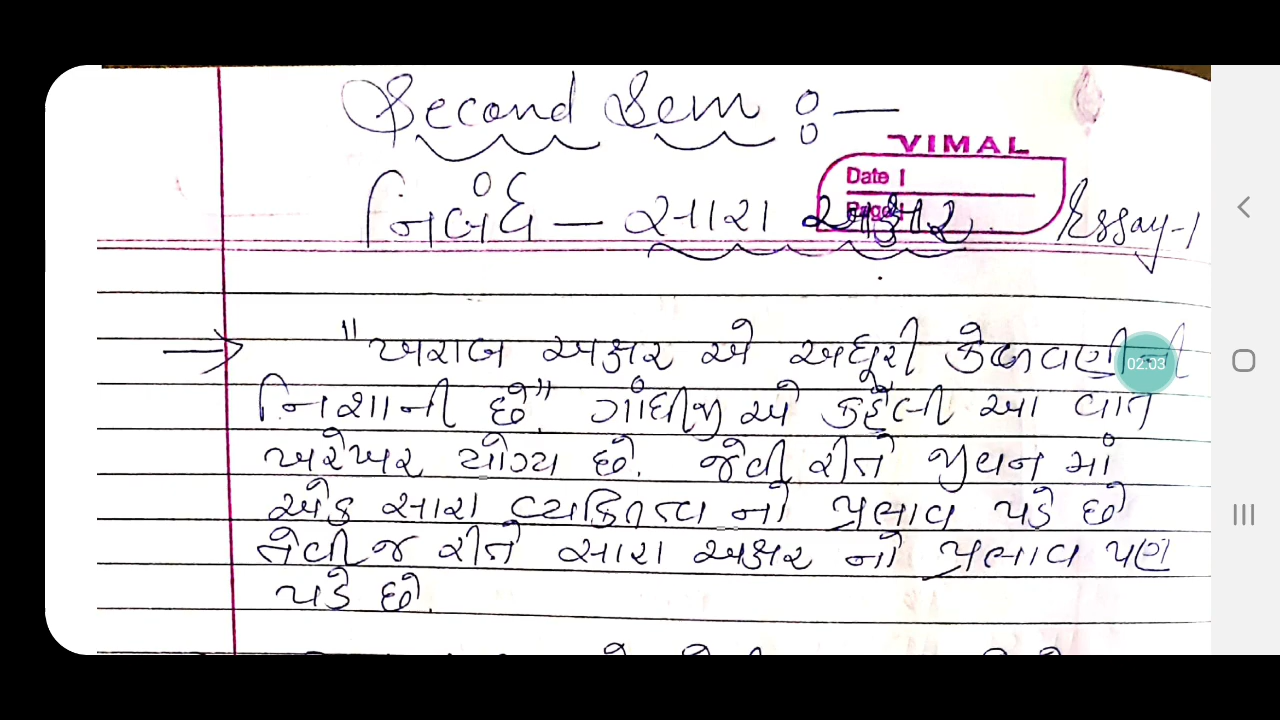 Second Sem :-
VIMAL
Date
નિબંધ - સારા અક્ષર Essay-1
→ "ખરાબ અક્ષર એ અધૂરી કેળવણીની
02:03
નિશાની છે". ગાંધીજી એ કહેલી આ વાત
ખરેખર યોગ્ય છે. જેવી રીતે જીવન માં
એક સારા વ્યક્તિત્વ નો પ્રભાવ પડે છે
તેવી જ રીતે સારા અક્ષર નો પ્રભાવ પણ
પડે છે.